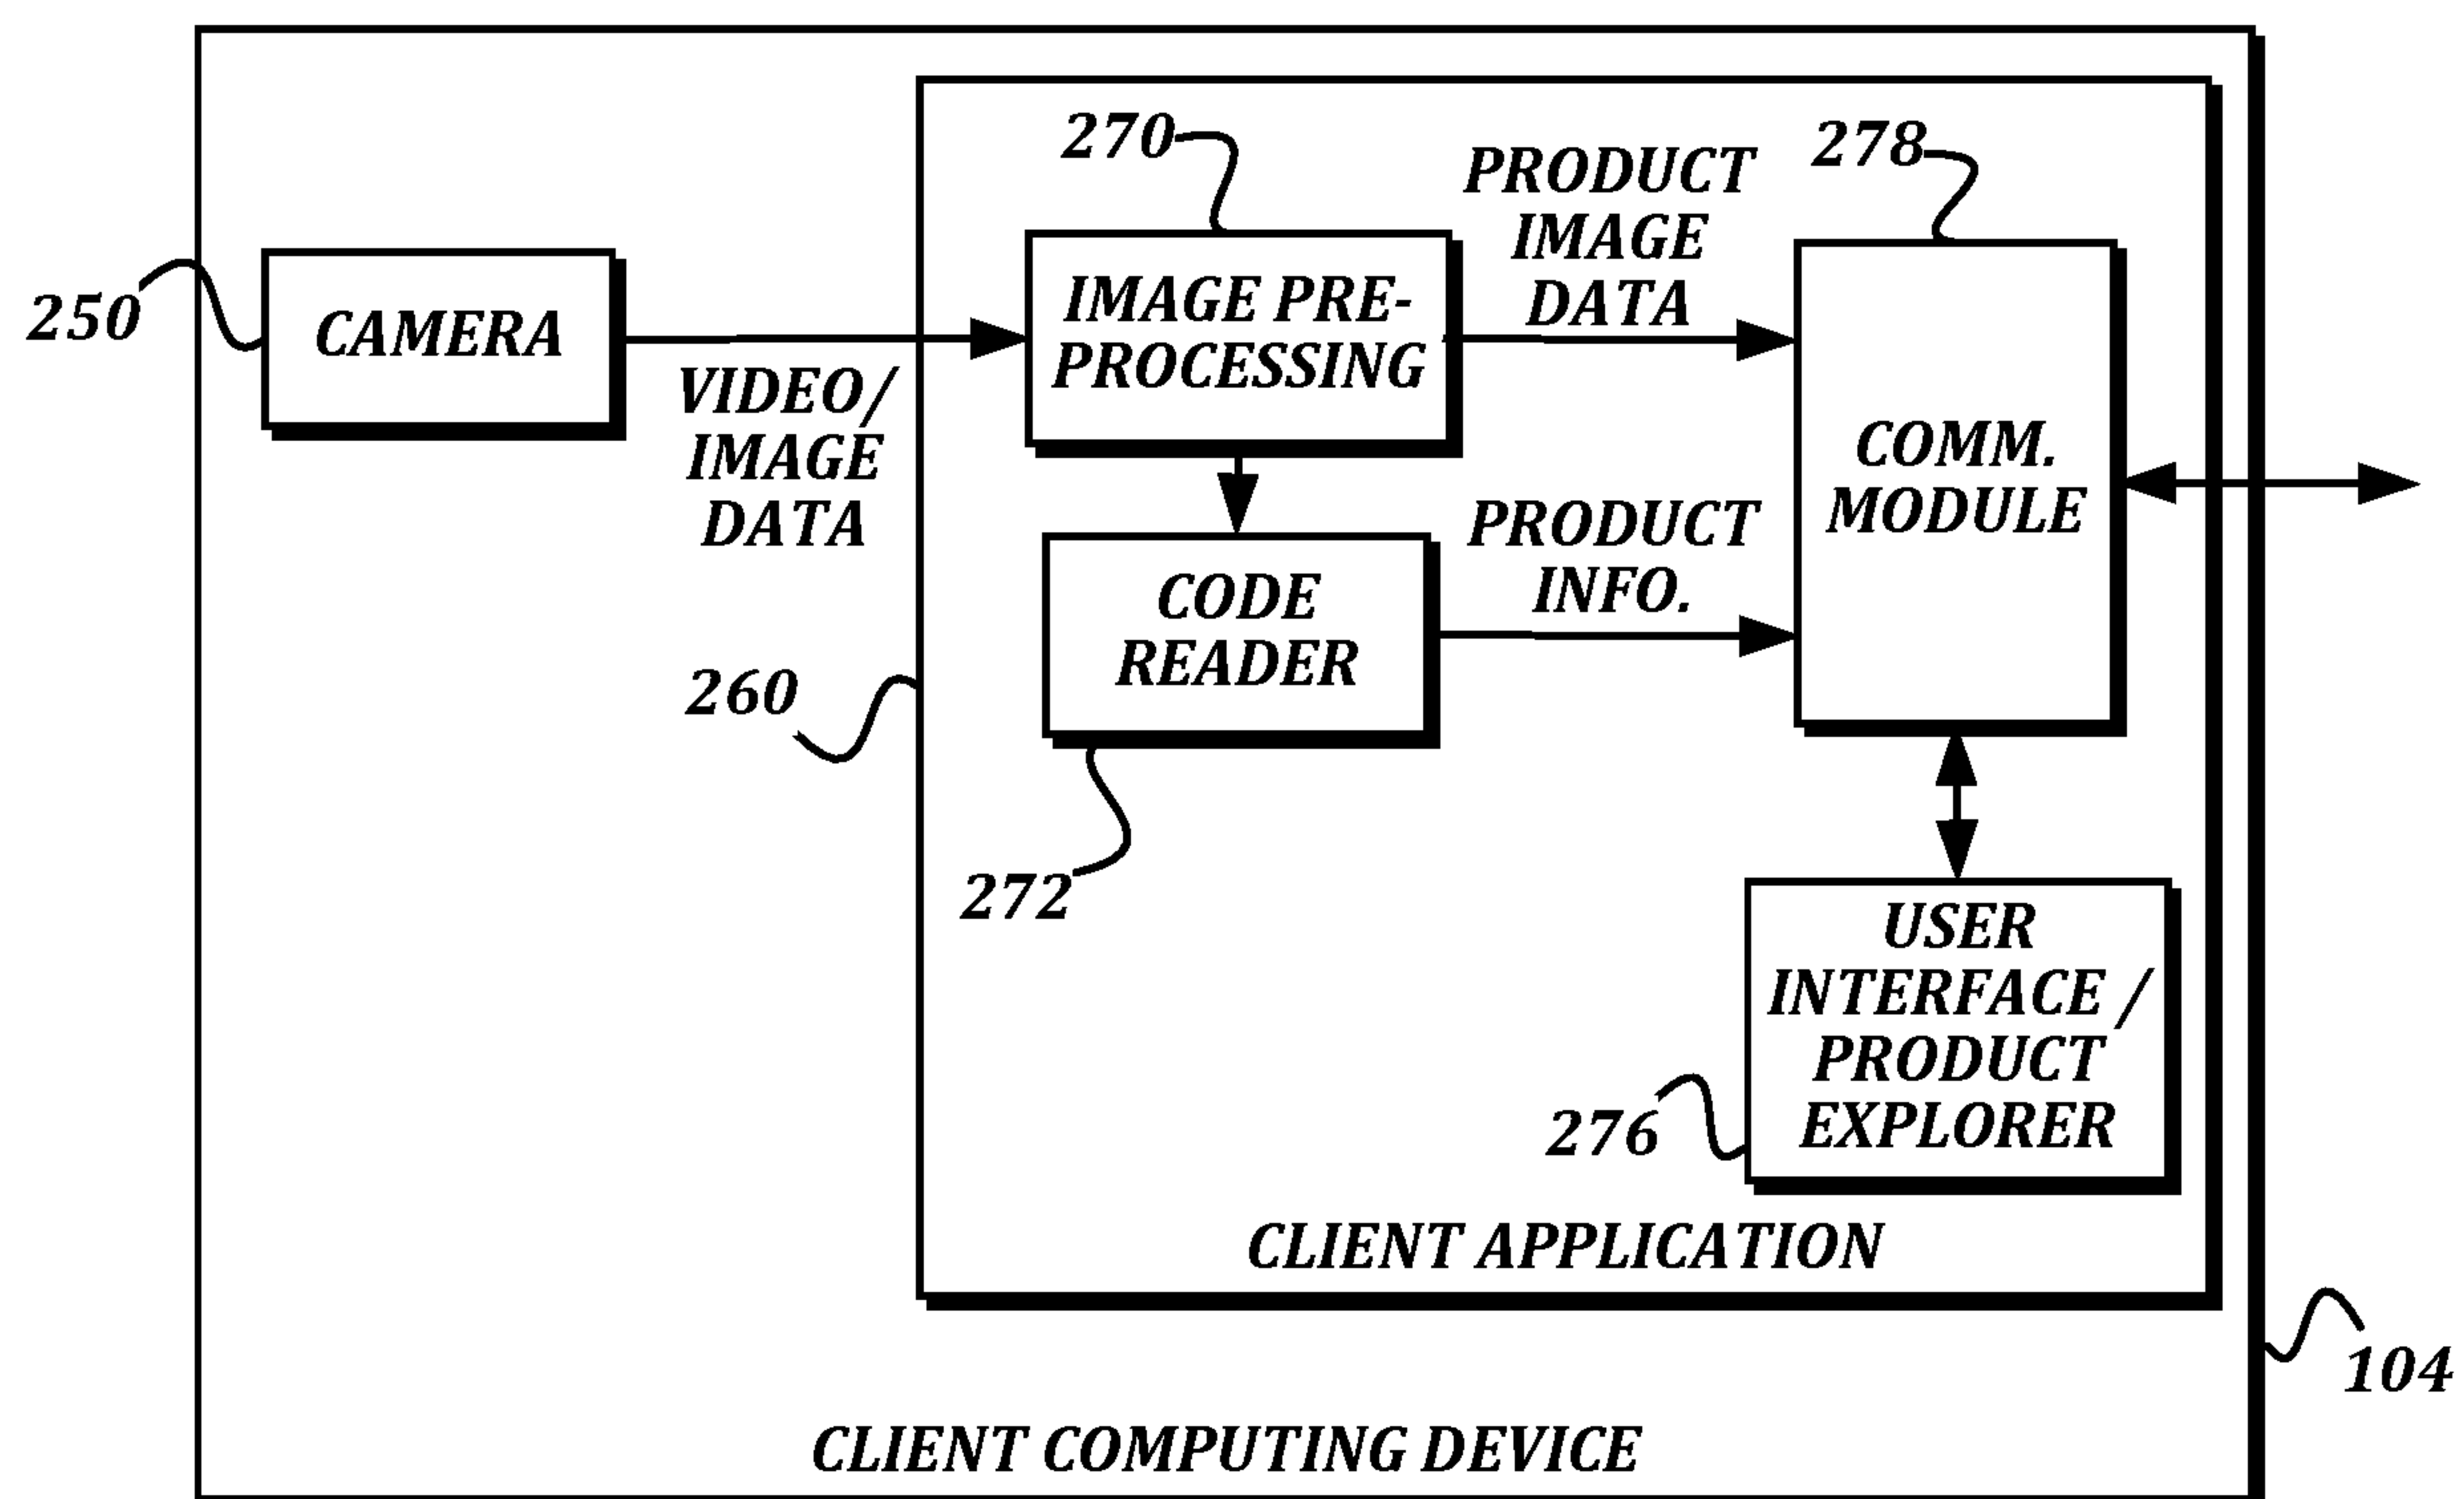 270
278
PRODUCT
IMAGE
DATA
250
CAMERA
IMAGE PRE-
PROCESSING
VIDEO/
IMAGE
DATA
COMM.
MODULE
PRODUCT
INFO.
CODE
READER
260
272
USER
INTERFACE /
PRODUCT
EXPLORER
276
CLIENT APPLICATION
104
CLIENT COMPUTING DEVICE